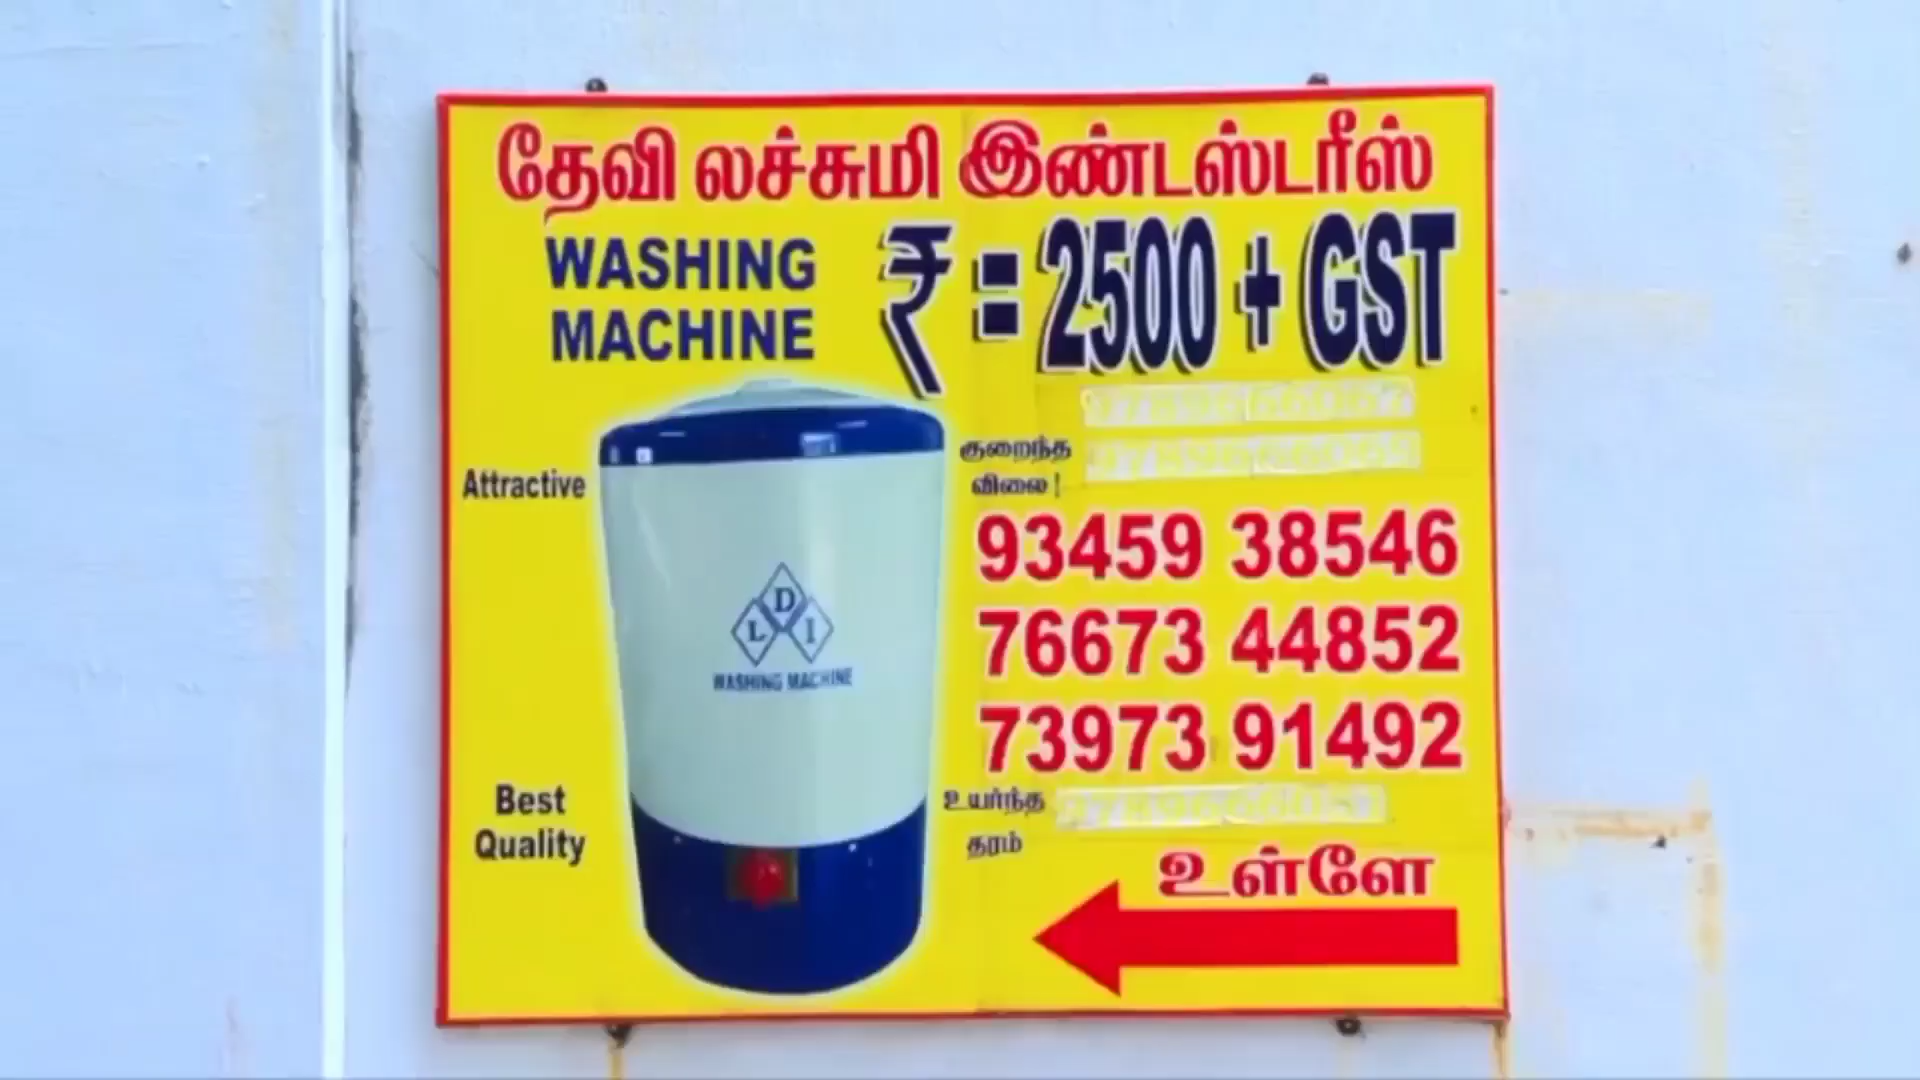 தேவி லச்சுமி இண்டஸ்டரீஸ்
WASHING
MACHINE
₹ = 2500 + GST
குறைந்த
விலை!
Attractive
93459 38546
76673 44852
73973 91492
D
L I
WASHING MACHINE
Best
Quality
உயர்ந்த
தரம்
உள்ளே